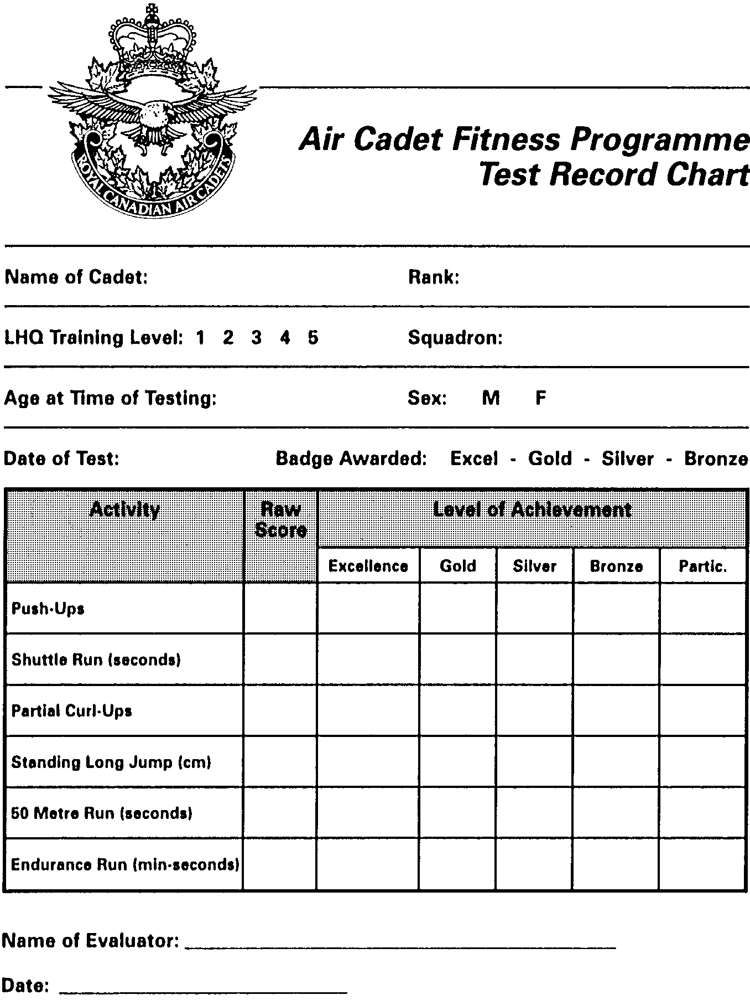 ROYAL CANADIAN AIR CADETS
Air Cadet Fitness Programme
Test Record Chart
Name of Cadet: Rank:
LHQ Training Level: 1 2 3 4 5 Squadron:
Age at Time of Testing: Sex: M F
Date of Test: Badge Awarded: Excel - Gold - Silver - Bronze
Activity Raw Score Level of Achievement
Excellence Gold Silver Bronze Partic.
Push-Ups
Shuttle Run (seconds)
Partial Curl-Ups
Standing Long Jump (cm)
50 Metre Run (seconds)
Endurance Run (min-seconds)
Name of Evaluator:
Date: